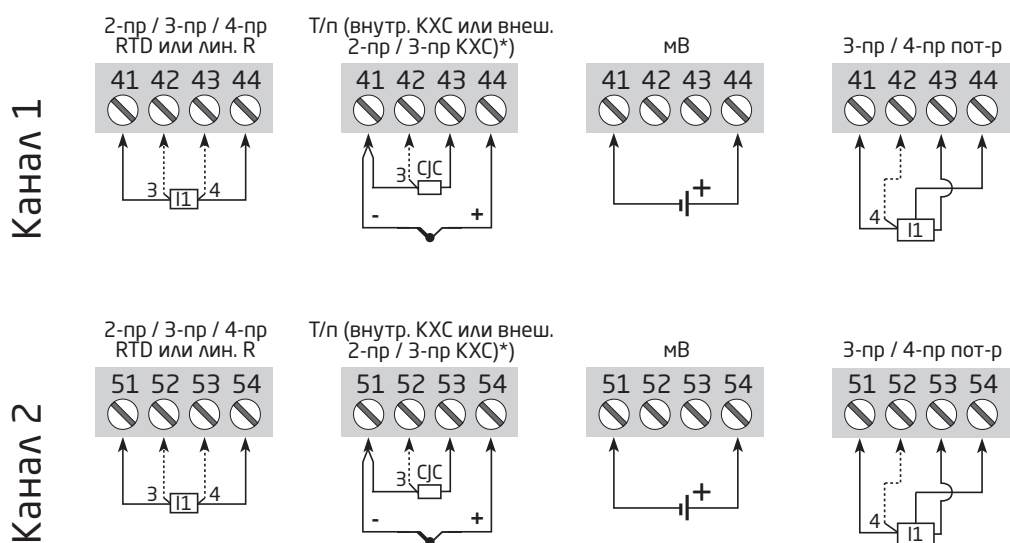 Канал 1
2-пр / 3-пр / 4-пр
RTD или лин. R
41 42 43 44
3 I1 4
Т/п (внутр. КХС или внеш.
2-пр / 3-пр КХС)*)
41 42 43 44
3 CJC
- +
мВ
41 42 43 44
+
3-пр / 4-пр пот-р
41 42 43 44
4 I1
Канал 2
2-пр / 3-пр / 4-пр
RTD или лин. R
51 52 53 54
3 I1 4
Т/п (внутр. КХС или внеш.
2-пр / 3-пр КХС)*)
51 52 53 54
3 CJC
- +
мВ
51 52 53 54
+
3-пр / 4-пр пот-р
51 52 53 54
4 I1